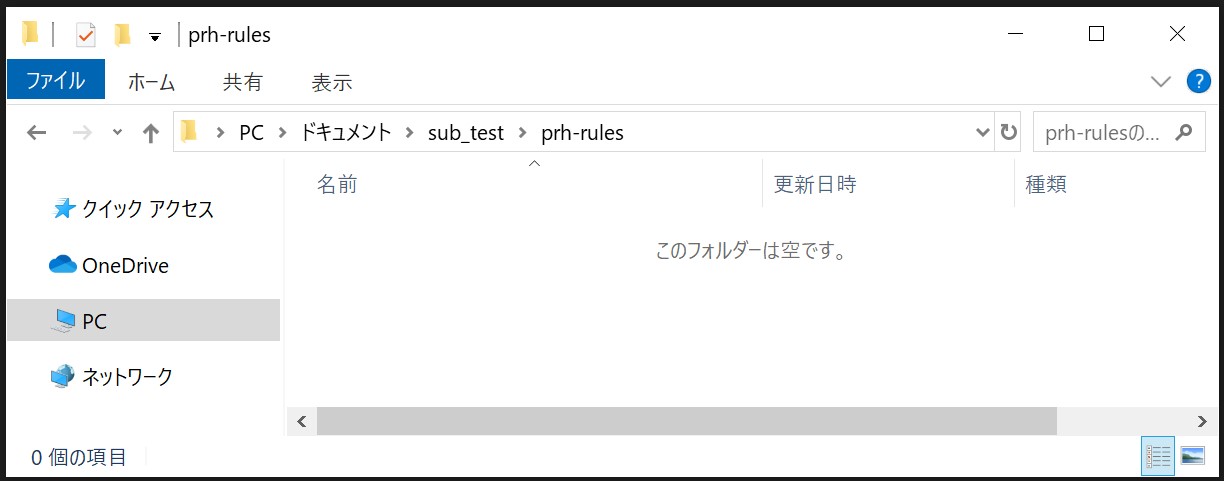 prh-rules
ファイル ホーム 共有 表示
PC ドキュメント sub_test prh-rules prh-rulesの...
名前 更新日時 種類
クイック アクセス
このフォルダーは空です。
OneDrive
PC
ネットワーク
0 個の項目